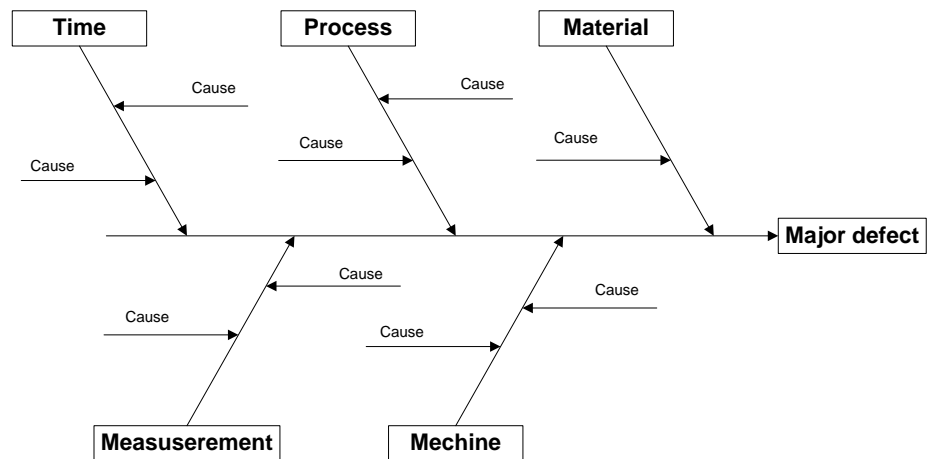 Time
Process
Material
Cause
Cause
Cause
Cause
Cause
Major defect
Cause
Cause
Cause
Cause
Measuserement
Mechine